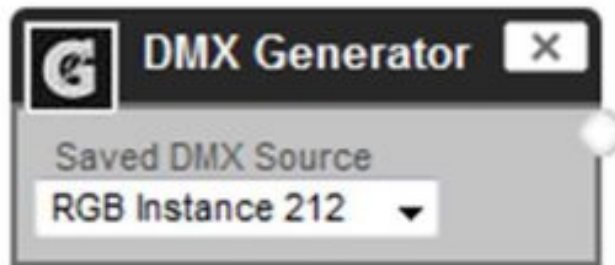 G
DMX Generator
Saved DMX Source
RGB Instance 212